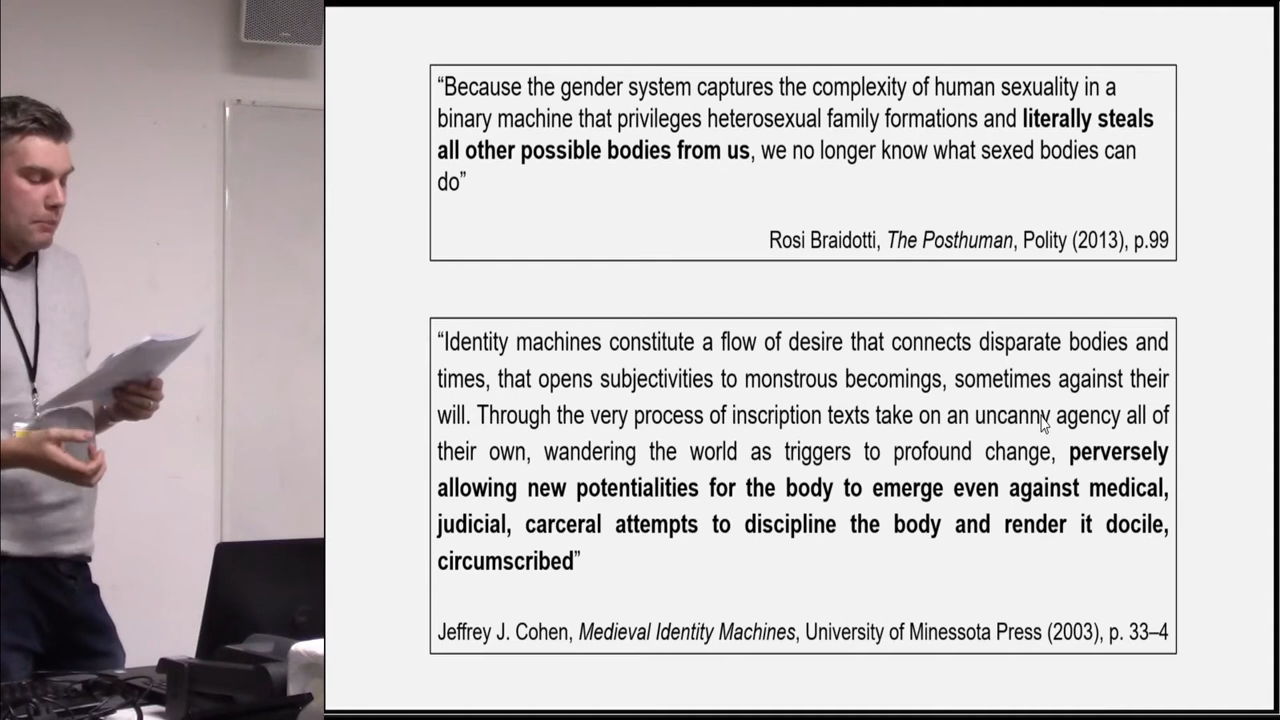 “Because the gender system captures the complexity of human sexuality in a
binary machine that privileges heterosexual family formations and literally steals
all other possible bodies from us, we no longer know what sexed bodies can
do”
Rosi Braidotti, The Posthuman, Polity (2013), p.99
“Identity machines constitute a flow of desire that connects disparate bodies and
times, that opens subjectivities to monstrous becomings, sometimes against their
will. Through the very process of inscription texts take on an uncanny agency all of
their own, wandering the world as triggers to profound change, perversely
allowing new potentialities for the body to emerge even against medical,
judicial, carceral attempts to discipline the body and render it docile,
circumscribed”
Jeffrey J. Cohen, Medieval Identity Machines, University of Minessota Press (2003), p. 33–4